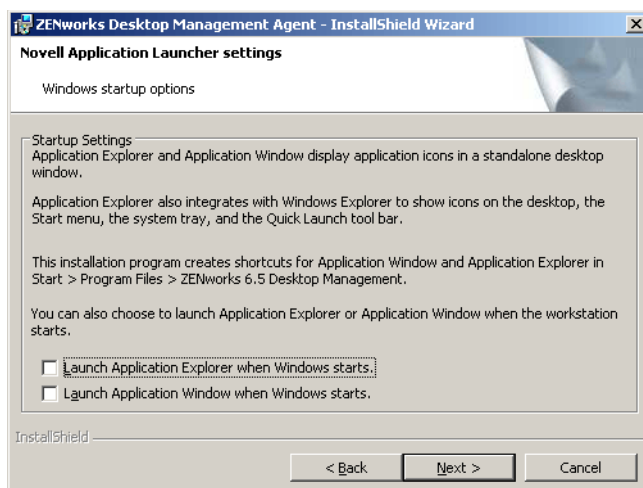 ZENworks Desktop Management Agent - InstallShield Wizard
Novell Application Launcher settings
Windows startup options
Startup Settings
Application Explorer and Application Window display application icons in a standalone desktop
window.
Application Explorer also integrates with Windows Explorer to show icons on the desktop, the
Start menu, the system tray, and the Quick Launch tool bar.
This installation program creates shortcuts for Application Window and Application Explorer in
Start > Program Files > ZENworks 6.5 Desktop Management.
You can also choose to launch Application Explorer or Application Window when the workstation
starts.
Launch Application Explorer when Windows starts.
Launch Application Window when Windows starts.
InstallShield
< Back
Next >
Cancel